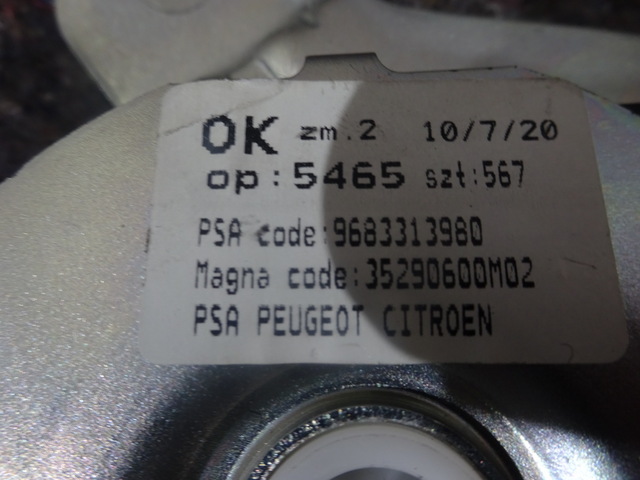 OK zm.2 10/7/20
op:5465 szt:567
PSA code:9683313980
Magna code:35290600M02
PSA PEUGEOT CITROEN